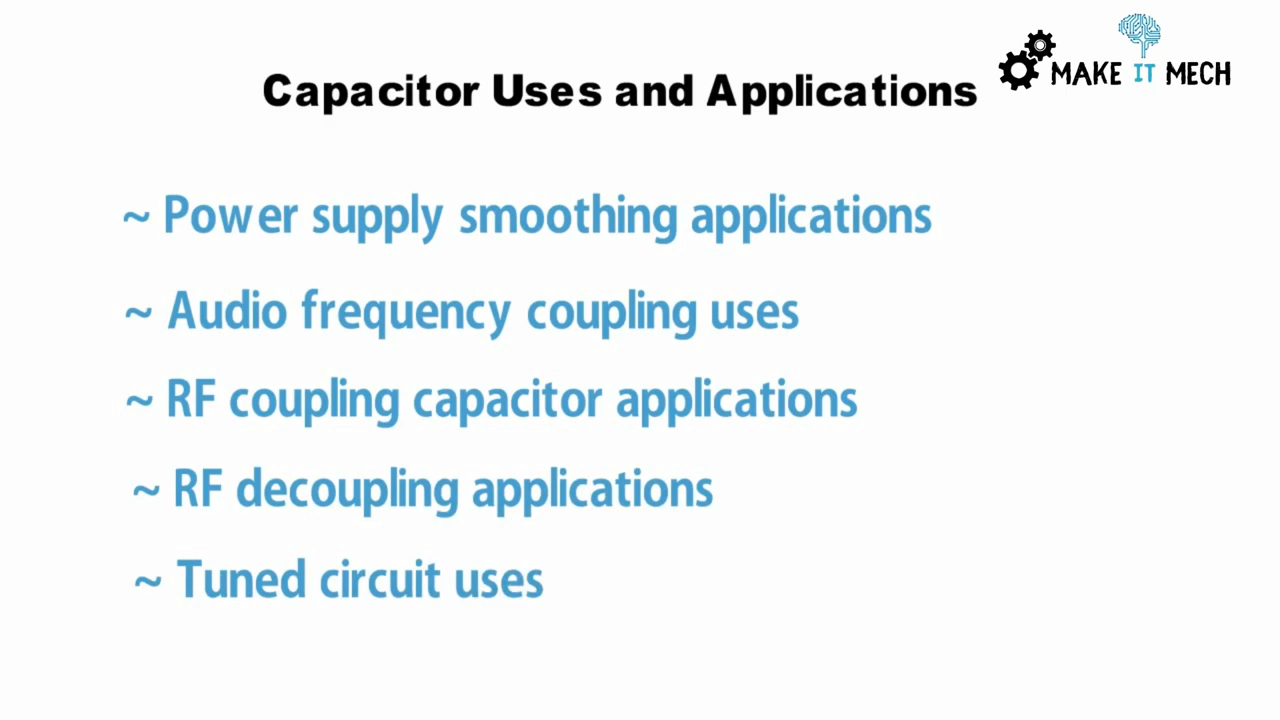 MAKE IT MECH
Capacitor Uses and Applications
~ Power supply smoothing applications
~ Audio frequency coupling uses
~ RF coupling capacitor applications
~ RF decoupling applications
~ Tuned circuit uses